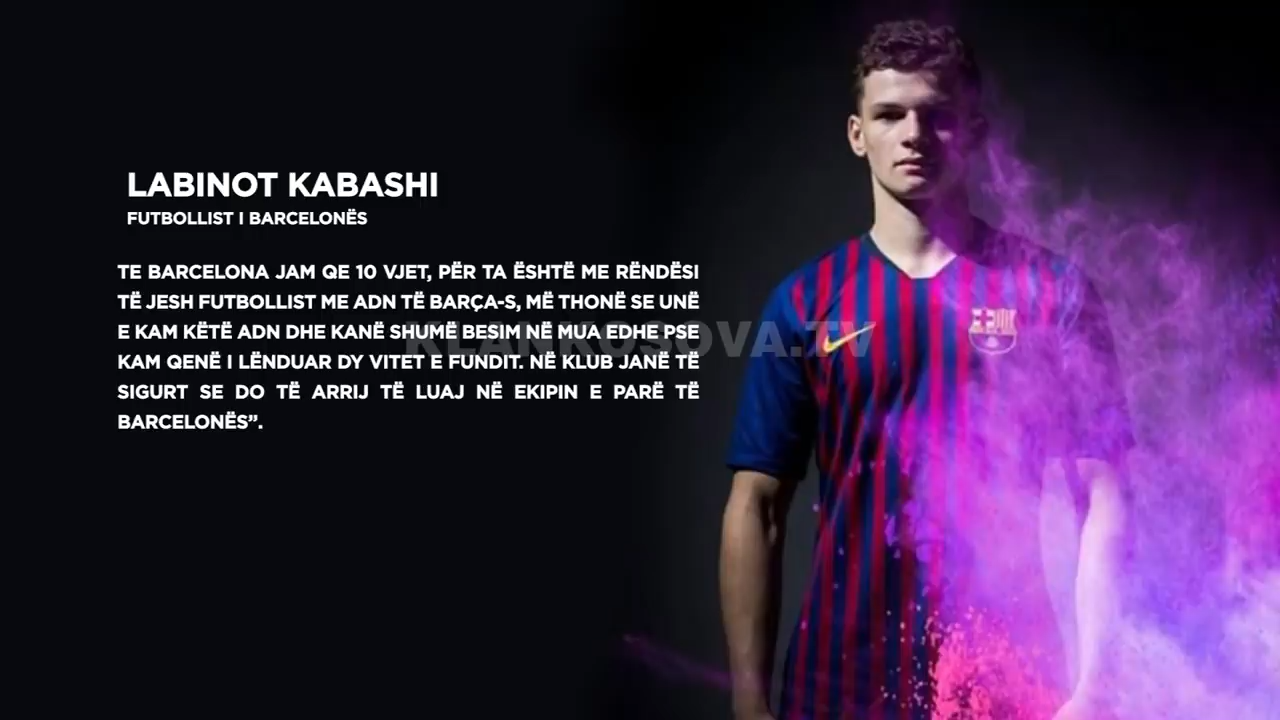 LABINOT KABASHI
FUTBOLLIST I BARCELONËS
TE BARCELONA JAM QE 10 VJET, PËR TA ËSHTË ME RËNDËSI
TË JESH FUTBOLLIST ME ADN TË BARÇA-S, MË THONË SE UNË
E KAM KËTË ADN DHE KANË SHUMË BESIM NË MUA EDHE PSE
KLANKOSOVA.TV
KAM QENË I LËNDUAR DY VITET E FUNDIT. NË KLUB JANË TË
SIGURT SE DO TË ARRIJ TË LUAJ NË EKIPIN E PARË TË
BARCELONËS”.